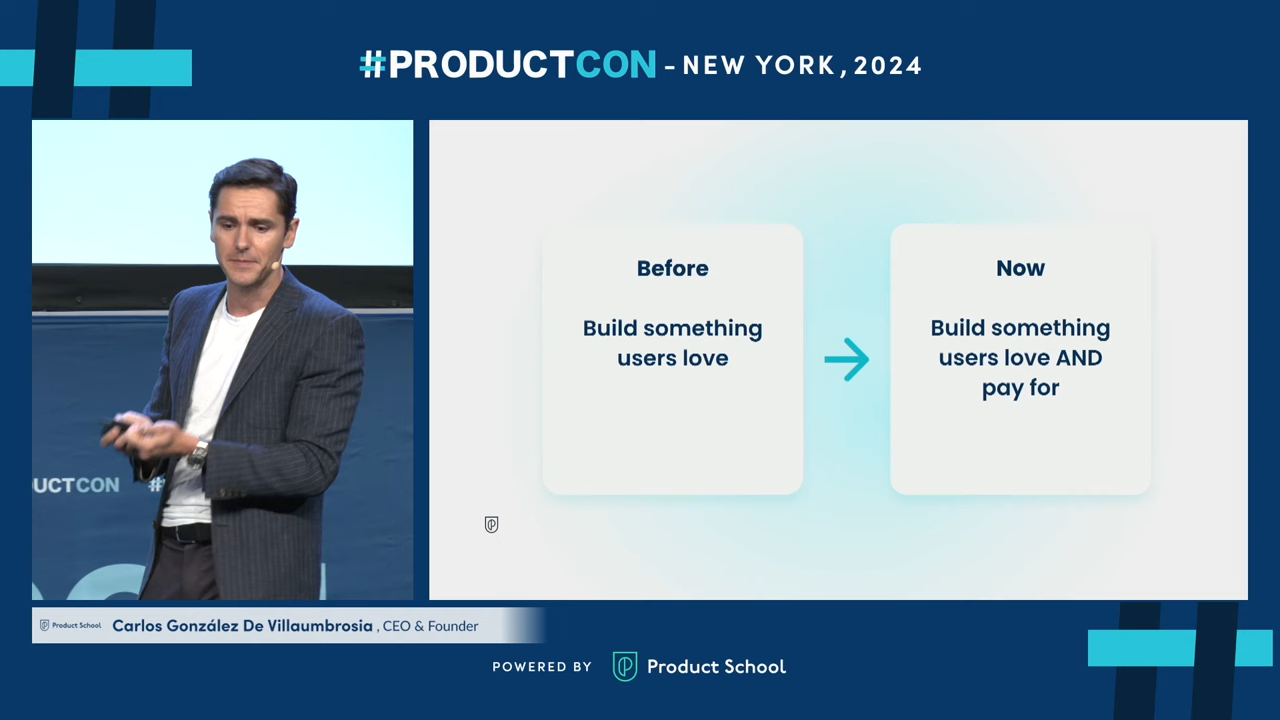 #PRODUCTCON - NEW YORK, 2024
Before
Build something
users love
Now
Build something
users love AND
pay for
UCTCON #
Product School Carlos González De Villaumbrosia, CEO & Founder
POWERED BY Product School